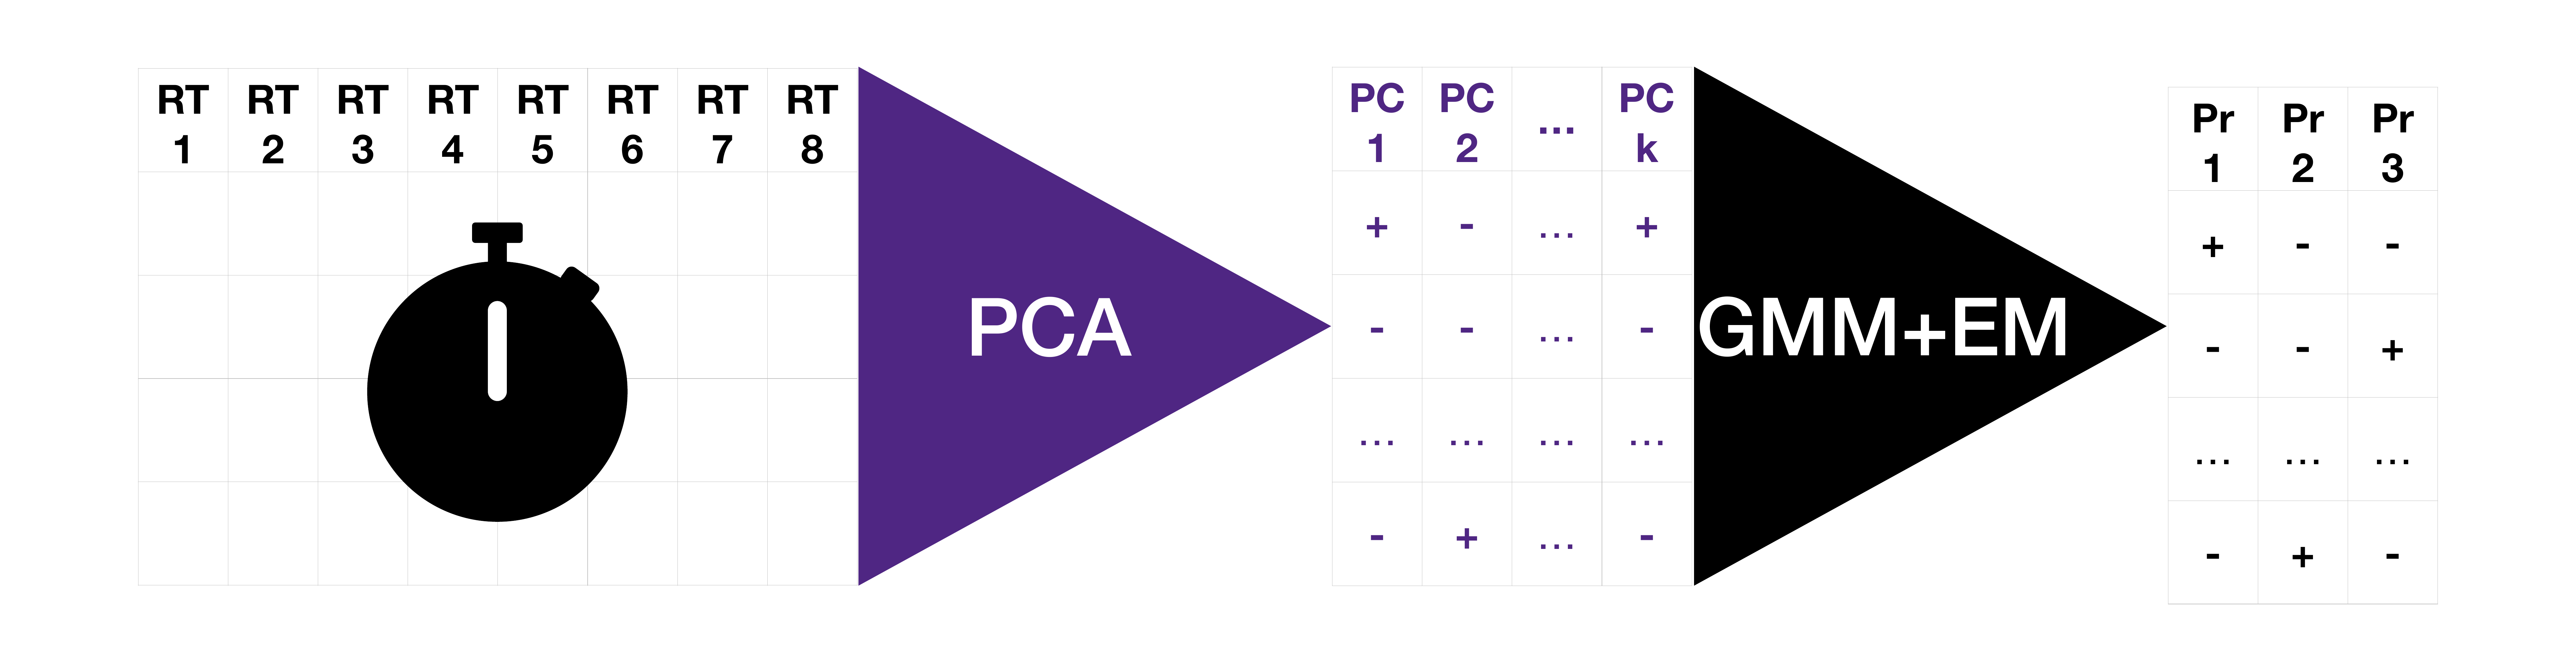 RT RT RT RT RT RT RT RT
1 2 3 4 5 6 7 8
PCA
PC PC ... PC
1 2 k
+ - ... +
- - ... -
... ... ... ...
- + ... -
GMM+EM
Pr Pr Pr
1 2 3
+ - -
- - +
... ... ...
- + -